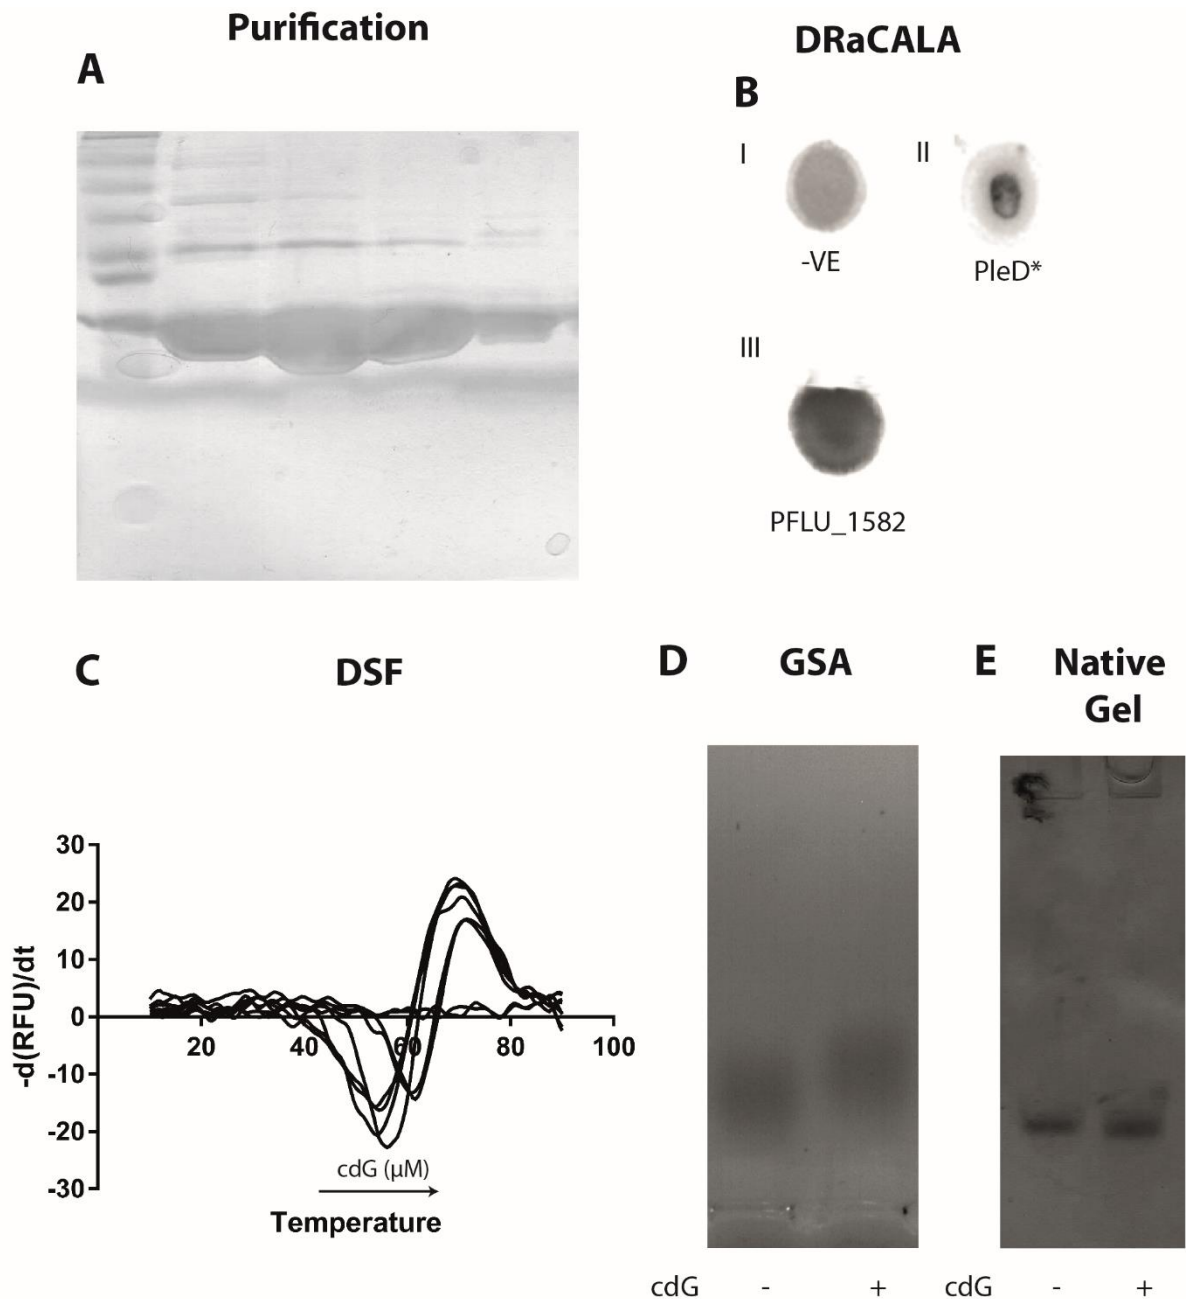 Purification
A
DRaCALA
B
I
II
-VE
PleD*
III
PFLU_1582
C
DSF
30
20
10
0
-10
-20
-30
-d(RFU)/dt
20
40
60
80
100
cdG (µM)
Temperature
D
GSA
cdG - +
E
Native
Gel
cdG - +